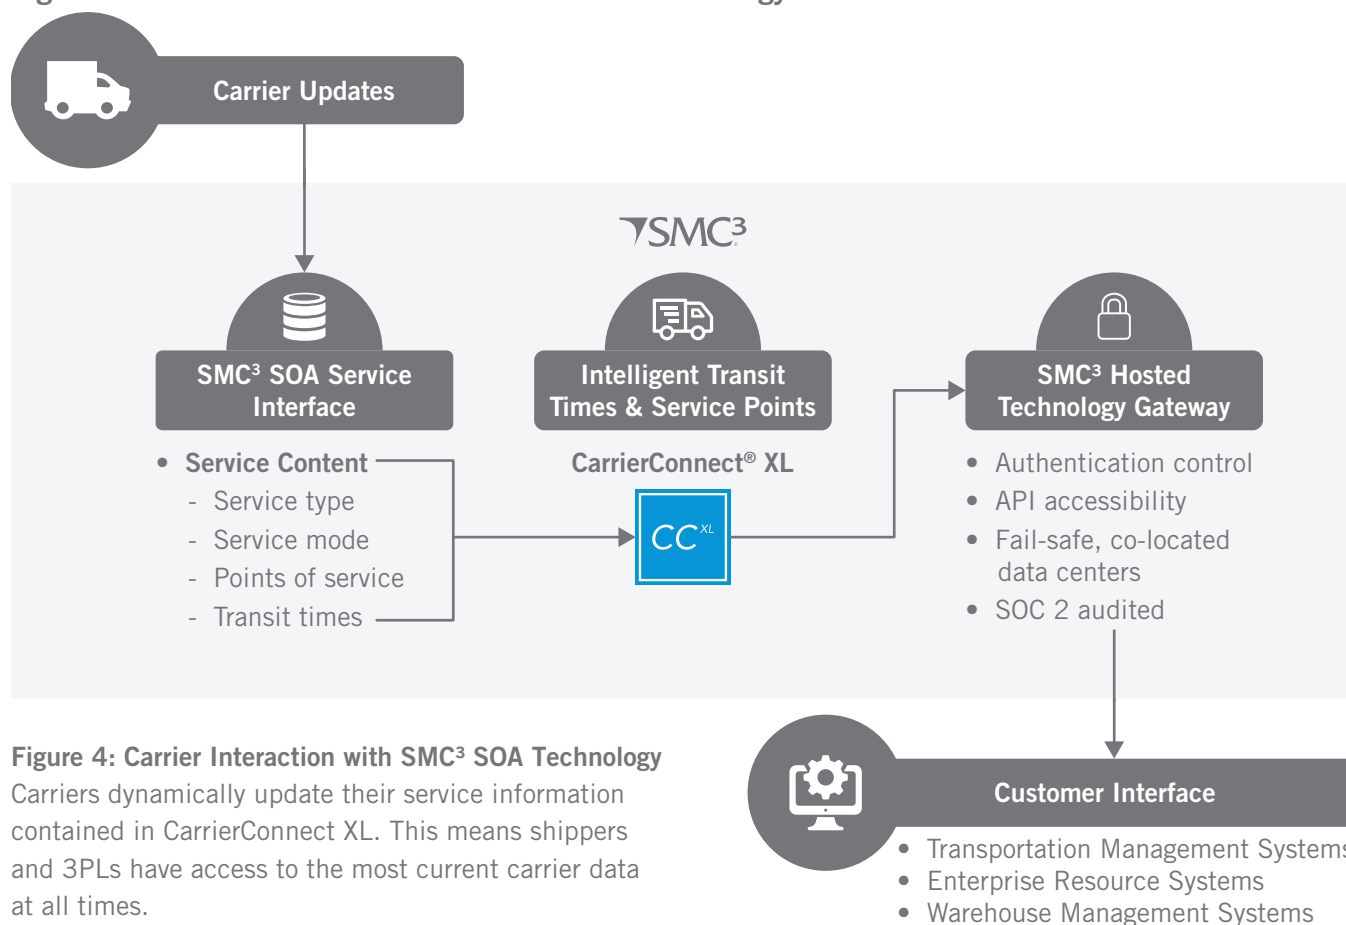 Carrier Updates
SMC³
SMC³ SOA Service
Interface
• Service Content
- Service type
- Service mode
- Points of service
- Transit times
Intelligent Transit
Times & Service Points
CarrierConnect® XL
CC XL
SMC³ Hosted
Technology Gateway
• Authentication control
• API accessibility
• Fail-safe, co-located
data centers
• SOC 2 audited
Figure 4: Carrier Interaction with SMC³ SOA Technology
Carriers dynamically update their service information
contained in CarrierConnect XL. This means shippers
and 3PLs have access to the most current carrier data
at all times.
Customer Interface
• Transportation Management Systems
• Enterprise Resource Systems
• Warehouse Management Systems